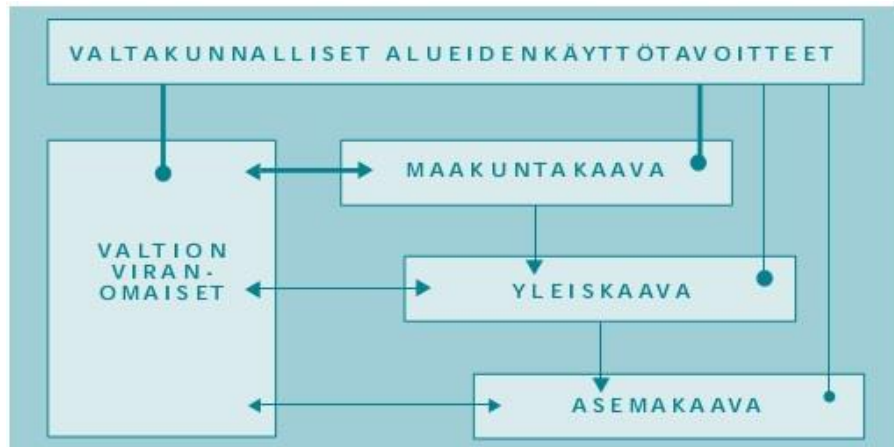 VALTAKUNNALLISET ALUEIDENKÄYTTÖTAVOITTEET
MAAKUNTAKAAVA
VALTION
VIRAN-
OMAISET
YLEISKAAVA
ASEMAKAAVA